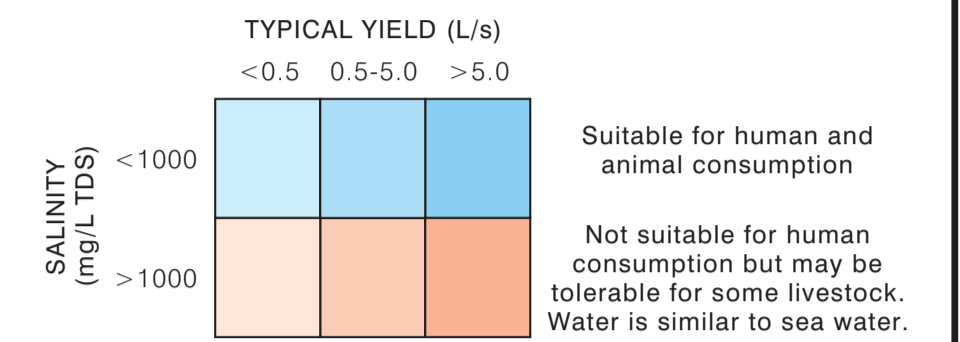 TYPICAL YIELD (L/s)
<0.5 0.5-5.0 >5.0
SALINITY
(mg/L TDS)
<1000
Suitable for human and
animal consumption
>1000
Not suitable for human
consumption but may be
tolerable for some livestock.
Water is similar to sea water.